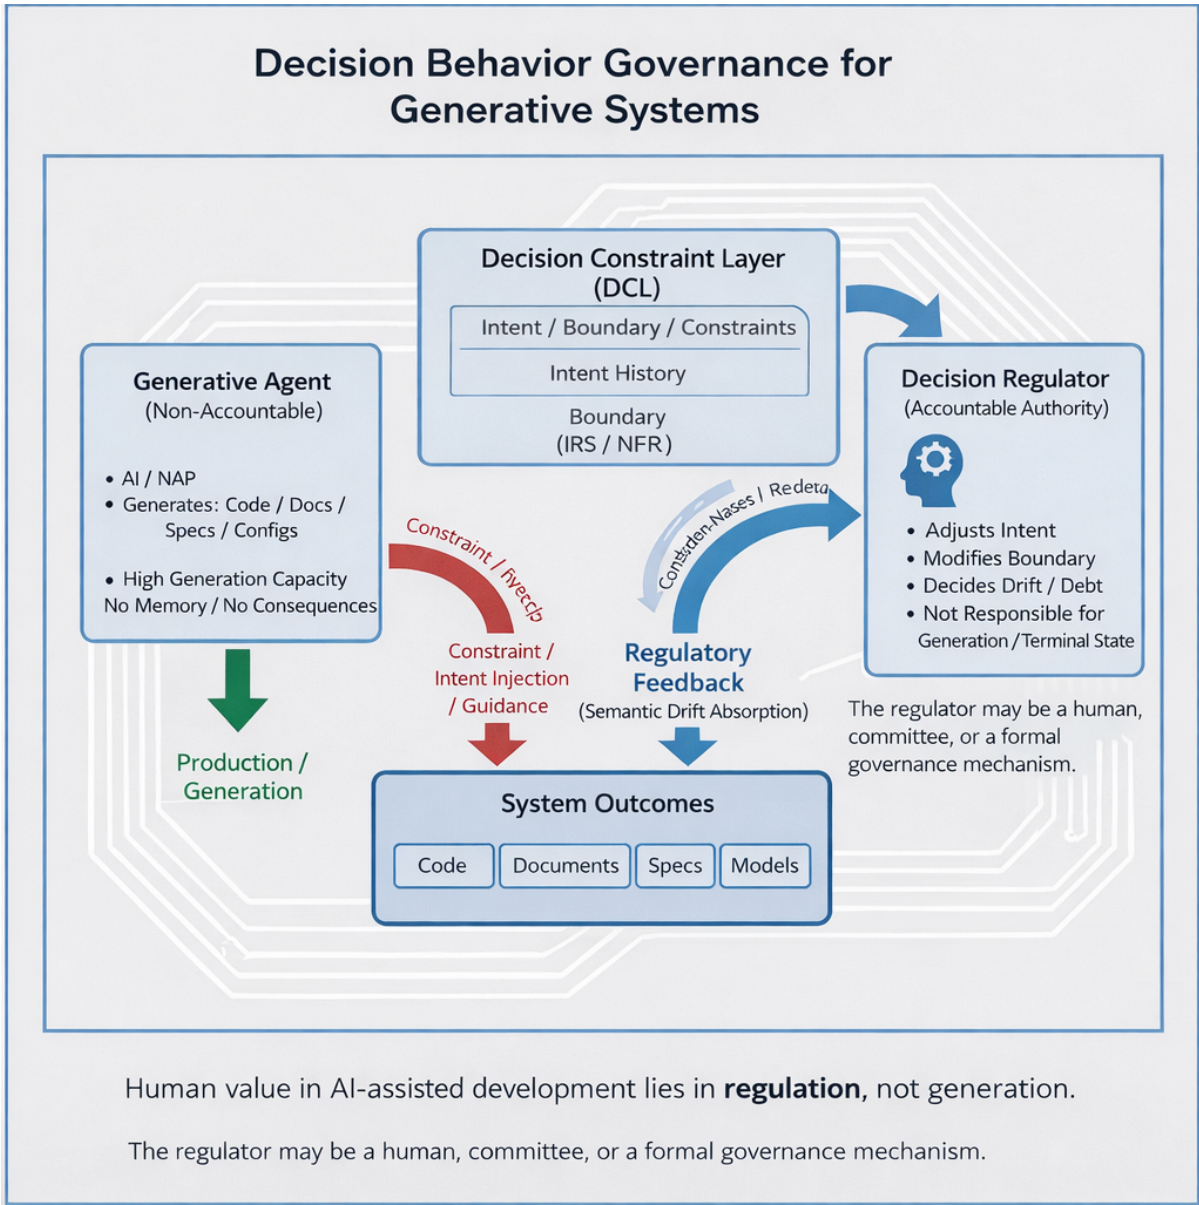 Decision Behavior Governance for
Generative Systems
Decision Constraint Layer
(DCL)
Intent / Boundary / Constraints
Intent History
Boundary
(IRS / NFR)
Generative Agent
(Non-Accountable)
• AI / NAP
• Generates: Code / Docs /
Specs / Configs
• High Generation Capacity
No Memory / No Consequences
Decision Regulator
(Accountable Authority)
• Adjusts Intent
• Modifies Boundary
• Decides Drift / Debt
• Not Responsible for
Generation / Terminal State
The regulator may be a human,
committee, or a formal
governance mechanism.
Constraint /
Constraint /
Intent Injection
/ Guidance
Regulatory
Feedback
(Semantic Drift Absorption)
Production /
Generation
System Outcomes
Code
Documents
Specs
Models
Human value in AI-assisted development lies in regulation, not generation.
The regulator may be a human, committee, or a formal governance mechanism.